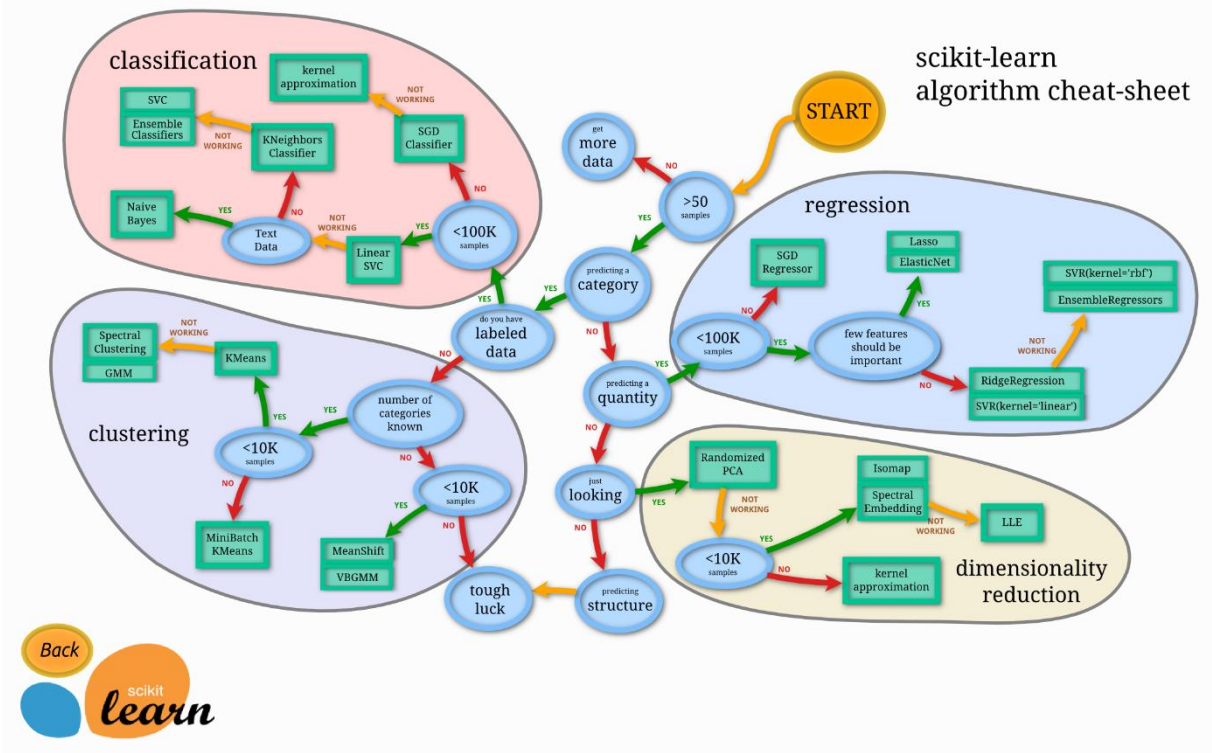 scikit-learn
algorithm cheat-sheet
START
get
more
data
NO
>50
samples
YES
predicting a
category
YES
NO
do you have
labeled
data
YES
NO
predicting a
quantity
YES
NO
just
looking
YES
NO
predicting
structure
tough
luck
classification
kernel
approximation
NOT
WORKING
SGD
Classifier
NO
<100K
samples
YES
Linear
SVC
NOT
WORKING
Text
Data
YES
Naive
Bayes
NO
KNeighbors
Classifier
NOT
WORKING
SVC
Ensemble
Classifiers
regression
<100K
samples
NO
SGD
Regressor
YES
few features
should be
important
YES
Lasso
ElasticNet
NO
RidgeRegression
SVR(kernel='linear')
NOT
WORKING
SVR(kernel='rbf')
EnsembleRegressors
clustering
number of
categories
known
YES
<10K
samples
YES
KMeans
NOT
WORKING
Spectral
Clustering
GMM
NO
MiniBatch
KMeans
NO
<10K
samples
YES
MeanShift
VBGMM
NO
dimensionality
reduction
Randomized
PCA
NOT
WORKING
<10K
samples
YES
Isomap
Spectral
Embedding
NOT
WORKING
LLE
NO
kernel
approximation
Back
scikit
learn